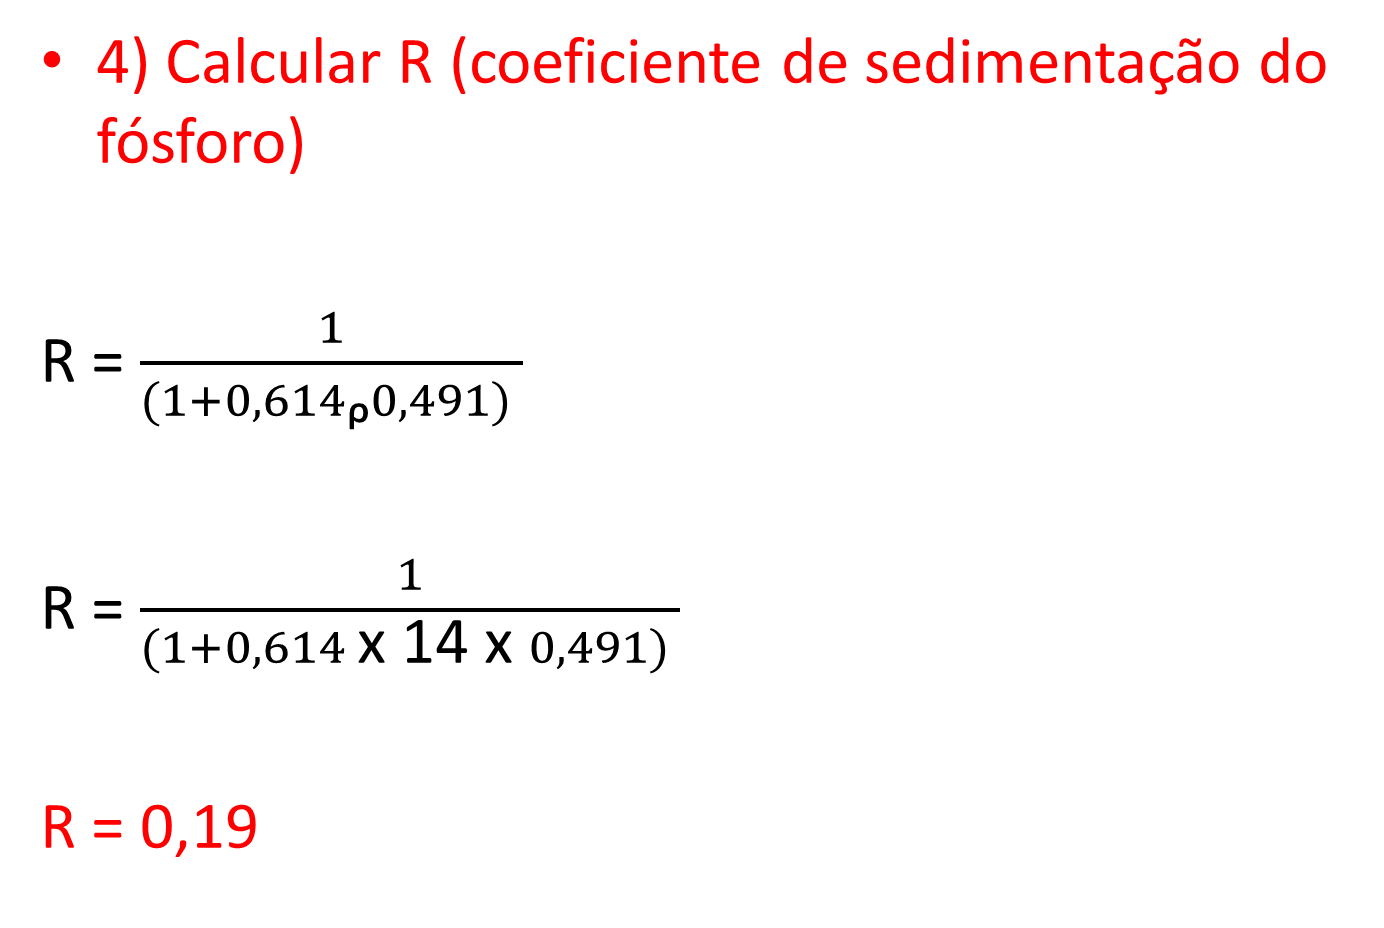 • 4) Calcular R (coeficiente de sedimentação do
fósforo)
R = 1
(1+0,614ρ0,491)
R = 1
(1+0,614 x 14 x 0,491)
R = 0,19